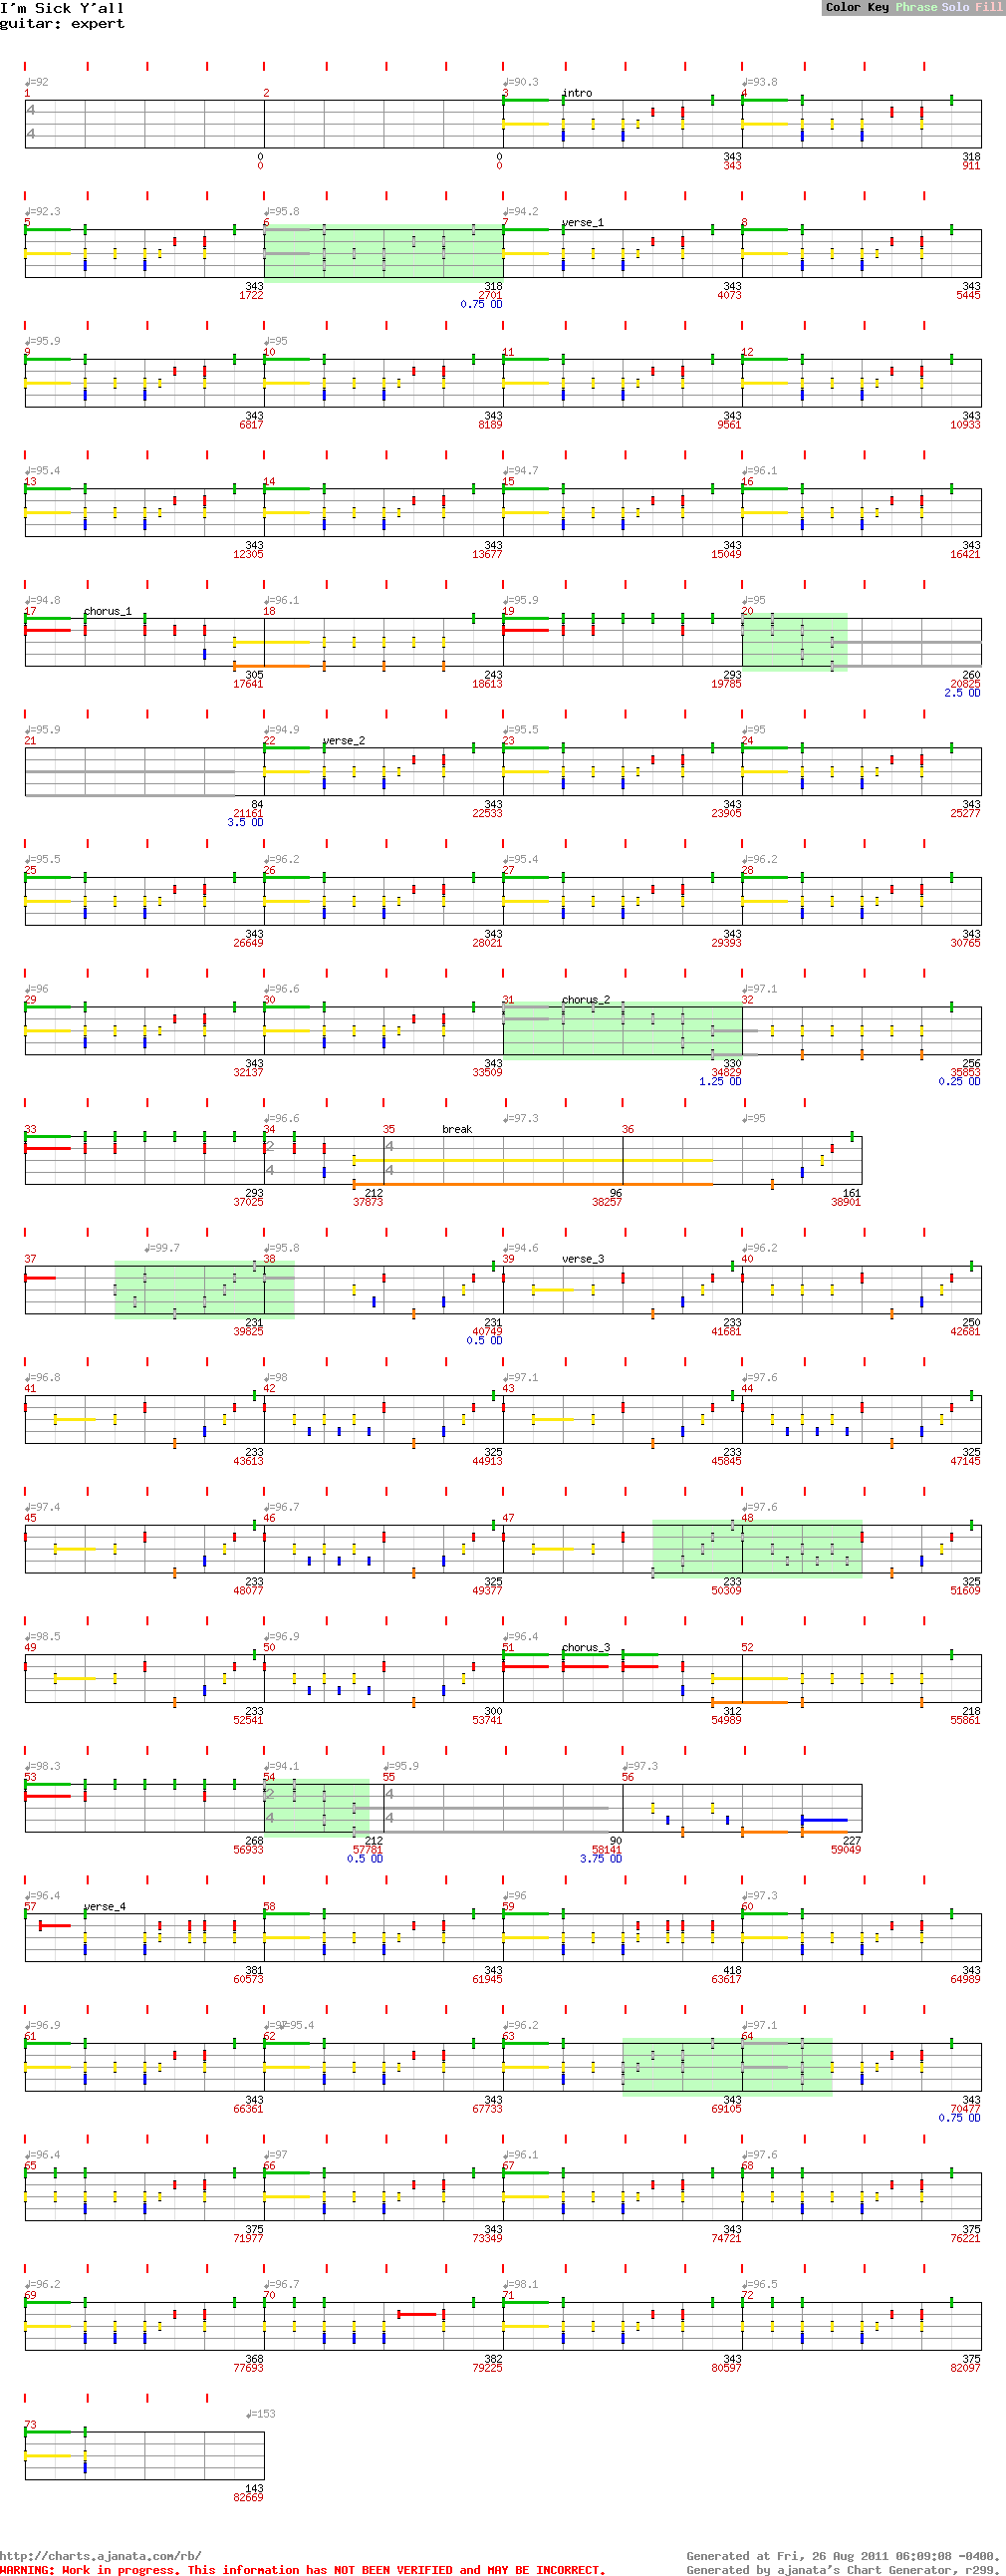 I'm Sick Y'all
guitar: expert
Color Key Phrase Solo Fill
♩=92 ♩=90.3 ♩=93.8
1 2 3 intro 4
4
4
0 0 343 318
0 0 343 911
♩=92.3 ♩=95.8 ♩=94.2
5 6 7 verse_1 8
343 318 343 343
1722 2701 4073 5445
0.75 OD
♩=95.9 ♩=95
9 10 11 12
343 343 343 343
6817 8189 9561 10933
♩=95.4 ♩=94.7 ♩=96.1
13 14 15 16
343 343 343 343
12305 13677 15049 16421
♩=94.8 ♩=96.1 ♩=95.9 ♩=95
17 chorus_1 18 19 20
305 243 293 260
17641 18613 19785 20825
2.5 OD
♩=95.9 ♩=94.9 ♩=95.5 ♩=95
21 22 verse_2 23 24
84 343 343 343
21161 22533 23905 25277
3.5 OD
♩=95.5 ♩=96.2 ♩=95.4 ♩=96.2
25 26 27 28
343 343 343 343
26649 28021 29393 30765
♩=96 ♩=96.6 ♩=97.1
29 30 31 chorus_2 32
343 343 330 256
32137 33509 34829 35853
1.25 OD 0.25 OD
♩=96.6 ♩=97.3 ♩=95
33 34 35 break 36
2 4
4 4
293 212 96 161
37025 37873 38257 38901
♩=99.7 ♩=95.8 ♩=94.6 ♩=96.2
37 38 39 verse_3 40
231 231 233 250
39825 40749 41681 42681
0.5 OD
♩=96.8 ♩=98 ♩=97.1 ♩=97.6
41 42 43 44
233 325 233 325
43613 44913 45845 47145
♩=97.4 ♩=96.7 ♩=97.6
45 46 47 48
233 325 233 325
48077 49377 50309 51609
♩=98.5 ♩=96.9 ♩=96.4
49 50 51 chorus_3 52
233 300 312 218
52541 53741 54989 55861
♩=98.3 ♩=94.1 ♩=95.9 ♩=97.3
53 54 55 56
2 4
4 4
268 212 90 227
56933 57781 58141 59049
0.5 OD 3.75 OD
♩=96.4 ♩=96 ♩=97.3
57 verse_4 58 59 60
381 343 418 343
60573 61945 63617 64989
♩=96.9 ♩=97 ♩=95.4 ♩=96.2 ♩=97.1
61 62 63 64
343 343 343 343
66361 67733 69105 70477
0.75 OD
♩=96.4 ♩=97 ♩=96.1 ♩=97.6
65 66 67 68
375 343 343 375
71977 73349 74721 76221
♩=96.2 ♩=96.7 ♩=98.1 ♩=96.5
69 70 71 72
368 382 343 375
77693 79225 80597 82097
♩=153
73
143
82669
http://charts.ajanata.com/rb/
Generated at Fri, 26 Aug 2011 06:09:08 -0400.
WARNING: Work in progress. This information has NOT BEEN VERIFIED and MAY BE INCORRECT.
Generated by ajanata's Chart Generator, r299.